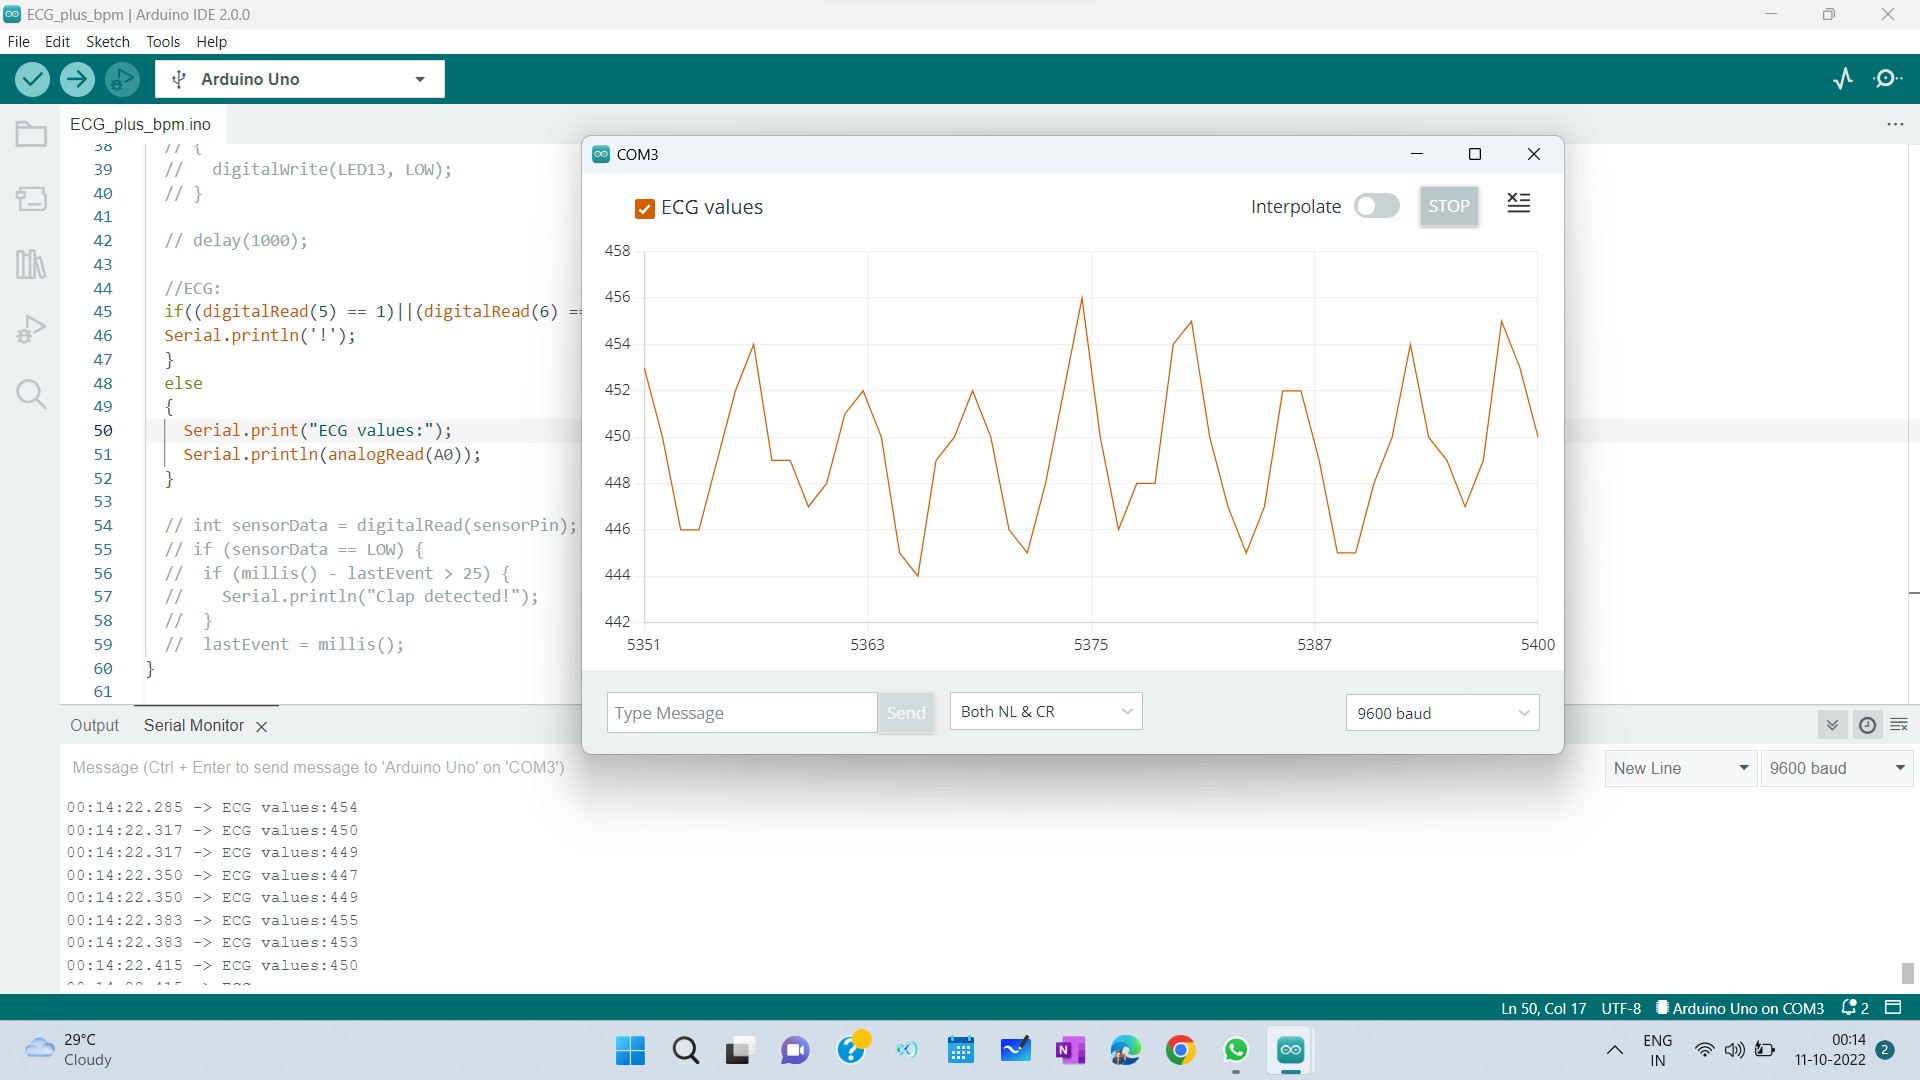 ECG_plus_bpm | Arduino IDE 2.0.0
File Edit Sketch Tools Help
Arduino Uno
ECG_plus_bpm.ino
38 // {
39 //   digitalWrite(LED13, LOW);
40 // }
41
42 // delay(1000);
43
44 //ECG:
45 if((digitalRead(5) == 1)||(digitalRead(6) ==
46 Serial.println('!');
47 }
48 else
49 {
50   Serial.print("ECG values:");
51   Serial.println(analogRead(A0));
52 }
53
54 // int sensorData = digitalRead(sensorPin);
55 // if (sensorData == LOW) {
56 //  if (millis() - lastEvent > 25) {
57 //    Serial.println("Clap detected!");
58 //  }
59 //  lastEvent = millis();
60 }
61
COM3
ECG values
Interpolate
STOP
458
456
454
452
450
448
446
444
442
5351 5363 5375 5387 5400
Type Message Send Both NL & CR 9600 baud
Output Serial Monitor
Message (Ctrl + Enter to send message to 'Arduino Uno' on 'COM3')
New Line 9600 baud
00:14:22.285 -> ECG values:454
00:14:22.317 -> ECG values:450
00:14:22.317 -> ECG values:449
00:14:22.350 -> ECG values:447
00:14:22.350 -> ECG values:449
00:14:22.383 -> ECG values:455
00:14:22.383 -> ECG values:453
00:14:22.415 -> ECG values:450
Ln 50, Col 17 UTF-8 Arduino Uno on COM3 2
29°C
Cloudy
N
ENG
IN
00:14
11-10-2022
2